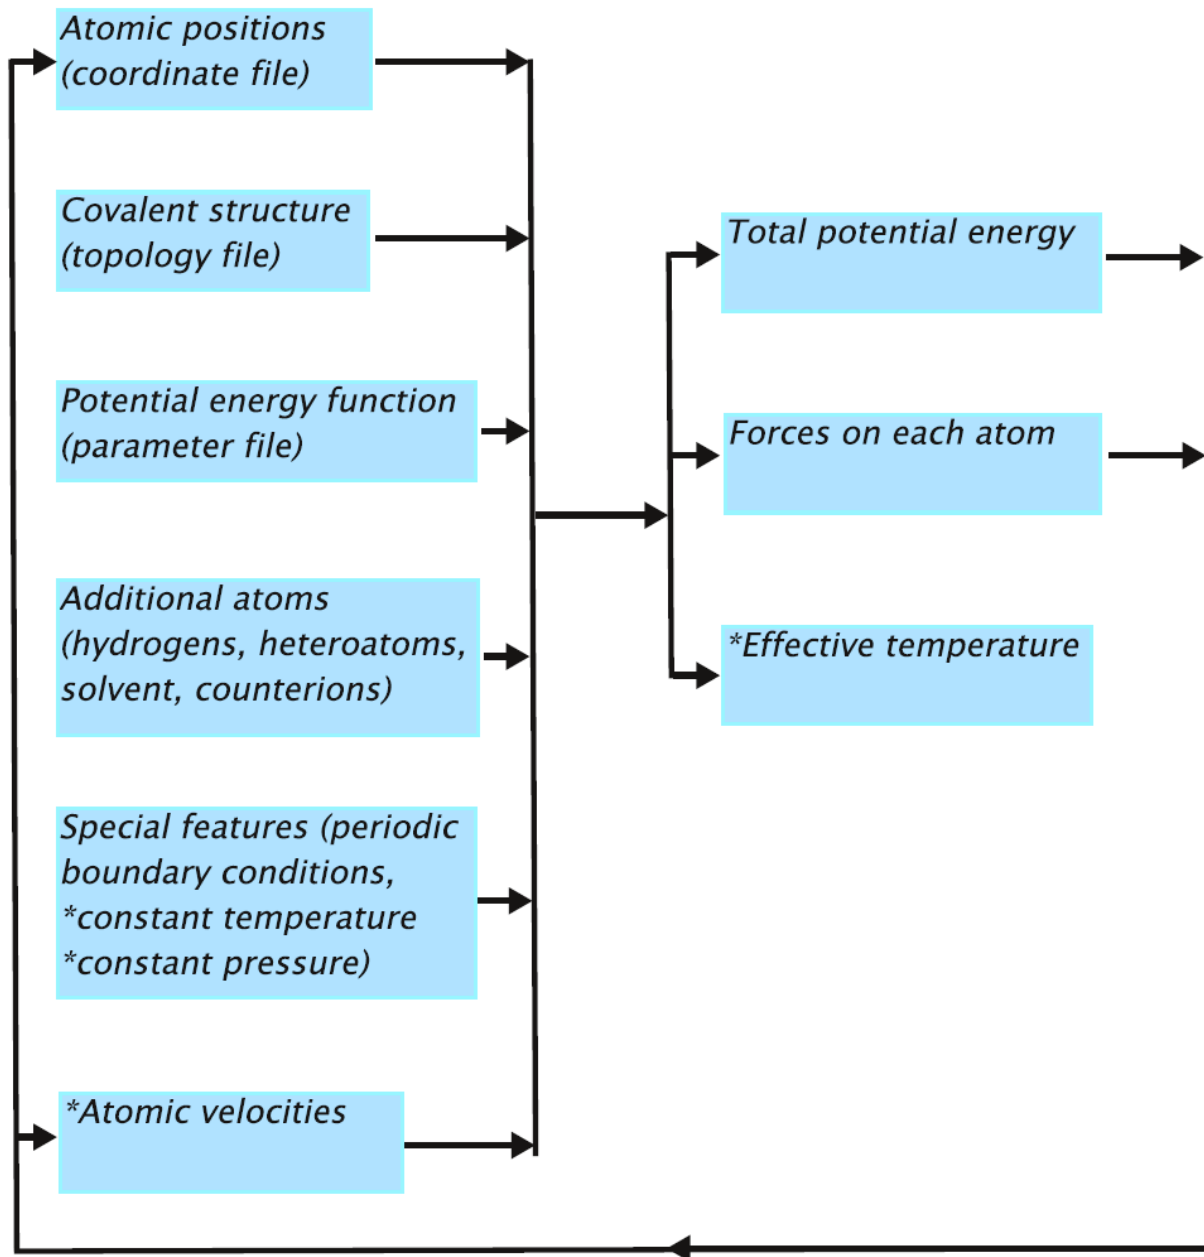 Atomic positions
(coordinate file)
Covalent structure
(topology file)
Potential energy function
(parameter file)
Additional atoms
(hydrogens, heteroatoms,
solvent, counterions)
Special features (periodic
boundary conditions,
*constant temperature
*constant pressure)
*Atomic velocities
Total potential energy
Forces on each atom
*Effective temperature